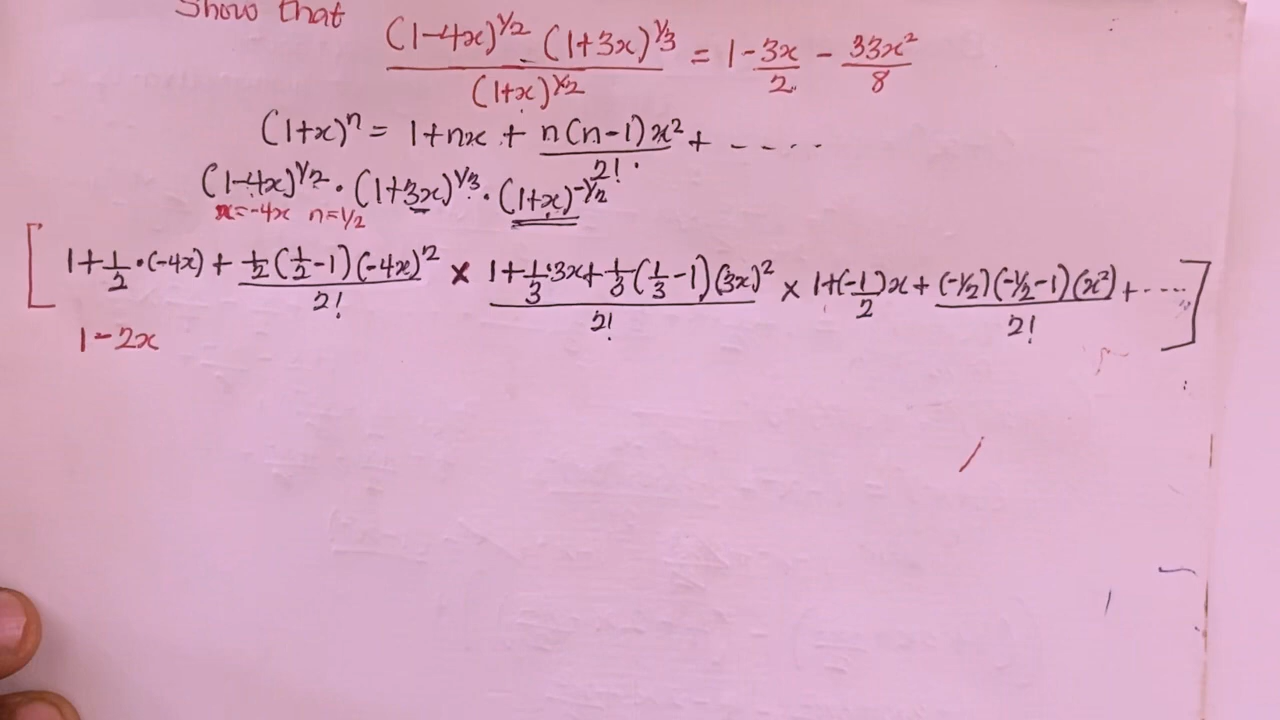 Show that
(1-4x)^1/2 (1+3x)^1/3 / (1+x)^1/2 = 1 - 3x/2 - 33x²/8
(1+x)^n = 1+nx + n(n-1)x²/2! + ----
(1-4x)^1/2 · (1+3x)^1/3 · (1+x)^-1/2
x=-4x n=1/2
[1+1/2·(-4x) + 1/2(1/2-1)(-4x)²/2! × 1+1/3·3x+1/3(1/3-1)(3x)²/2! × 1+(-1/2)x+(-1/2)(-1/2-1)(x²)/2! + ....]
1-2x